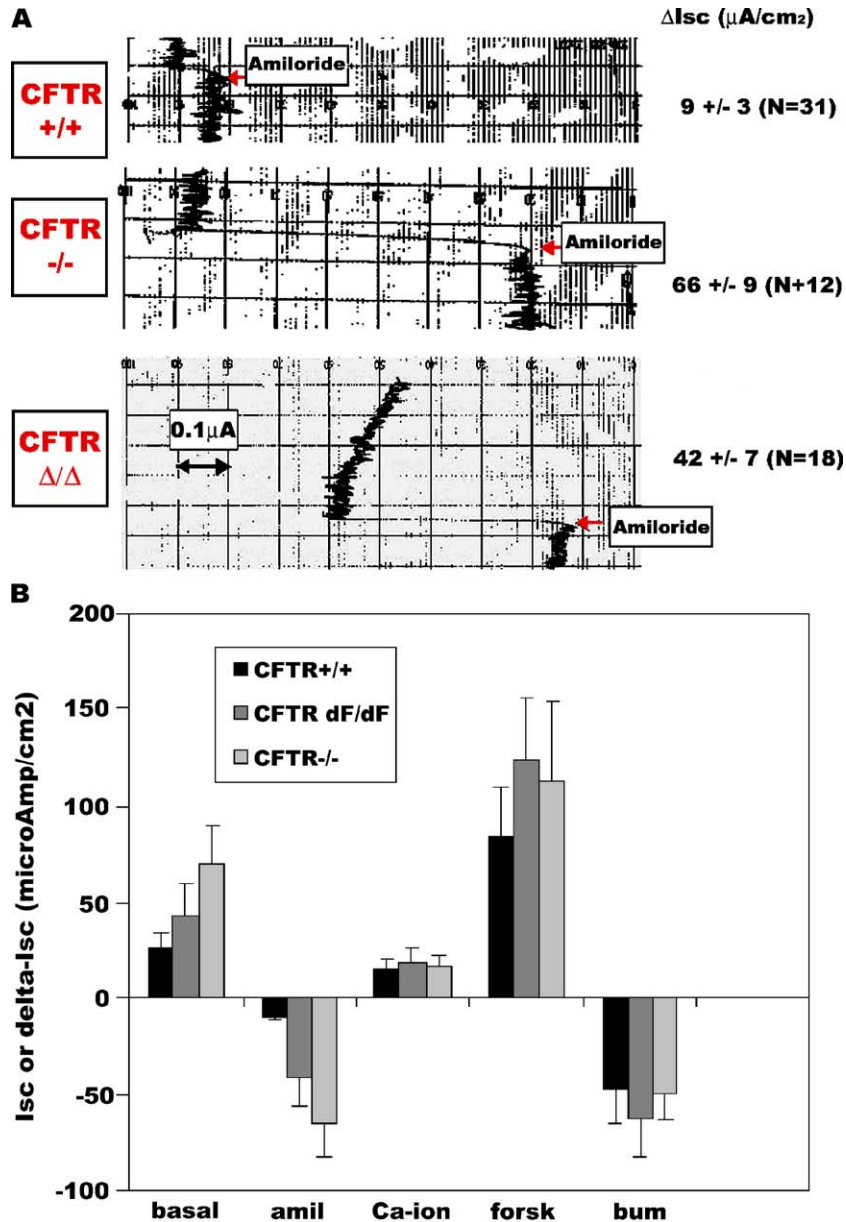 A
ΔIsc (μA/cm2)
Amiloride
CFTR
+/+
9 +/- 3 (N=31)
CFTR
-/-
Amiloride
66 +/- 9 (N+12)
CFTR
Δ/Δ
0.1μA
42 +/- 7 (N=18)
Amiloride
B
Isc or delta-Isc (microAmp/cm2)
200
150
100
50
0
-50
-100
CFTR+/+
CFTR dF/dF
CFTR-/-
basal amil Ca-ion forsk bum